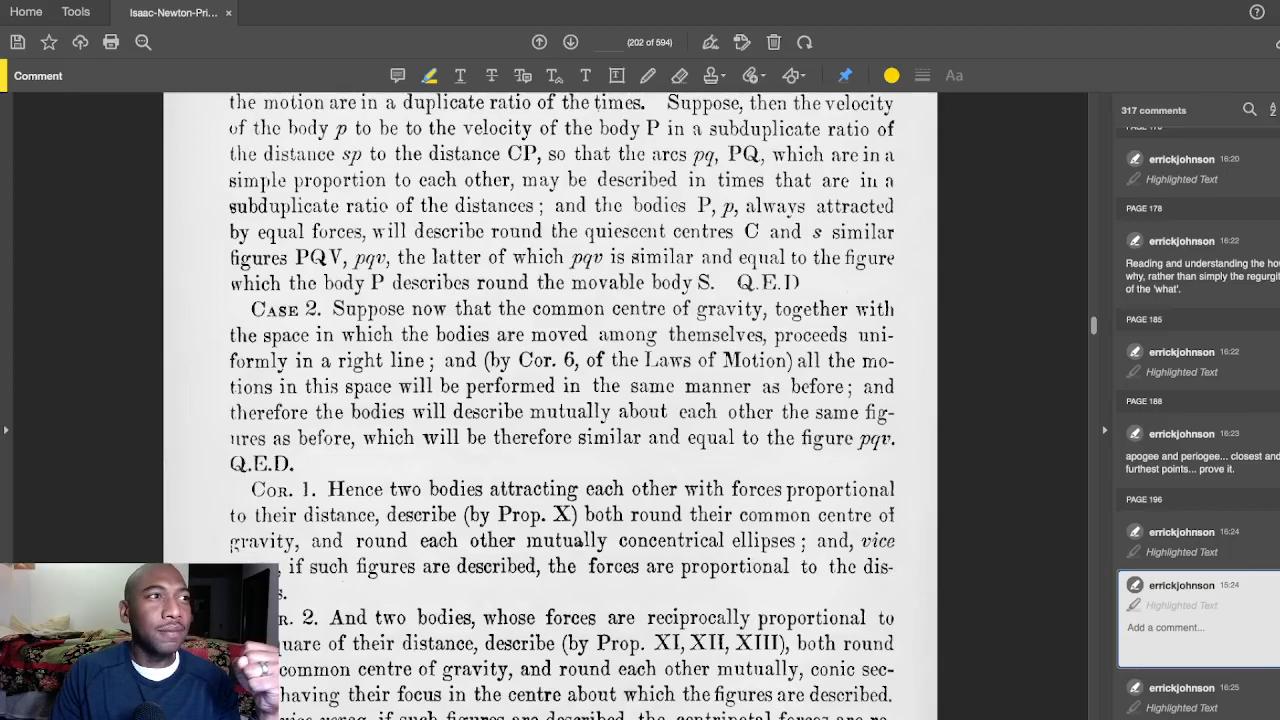 Home Tools Isaac-Newton-Pri... ×
(202 of 594)
Comment
the motion are in a duplicate ratio of the times. Suppose, then the velocity
of the body p to be to the velocity of the body P in a subduplicate ratio of
the distance sp to the distance CP, so that the arcs pq, PQ, which are in a
simple proportion to each other, may be described in times that are in a
subduplicate ratio of the distances; and the bodies P, p, always attracted
by equal forces, will describe round the quiescent centres C and s similar
figures PQV, pqv, the latter of which pqv is similar and equal to the figure
which the body P describes round the movable body S. Q.E.D
CASE 2. Suppose now that the common centre of gravity, together with
the space in which the bodies are moved among themselves, proceeds uni-
formly in a right line; and (by Cor. 6, of the Laws of Motion) all the mo-
tions in this space will be performed in the same manner as before; and
therefore the bodies will describe mutually about each other the same fig-
ures as before, which will be therefore similar and equal to the figure pqv.
Q.E.D.
COR. 1. Hence two bodies attracting each other with forces proportional
to their distance, describe (by Prop. X) both round their common centre of
gravity, and round each other mutually concentrical ellipses; and, vice
if such figures are described, the forces are proportional to the dis-
s.
R. 2. And two bodies, whose forces are reciprocally proportional to
quare of their distance, describe (by Prop. XI, XII, XIII), both round
common centre of gravity, and round each other mutually, conic sec-
having their focus in the centre about which the figures are described.
if such figures are described, the centripetal forces are re-
317 comments
errickjohnson 16:20
Highlighted Text
PAGE 178
errickjohnson 16:22
Reading and understanding the how
why, rather than simply the regurgit
of the 'what'.
PAGE 185
errickjohnson 16:22
Highlighted Text
PAGE 188
errickjohnson 16:23
apogee and periogee... closest and
furthest points... prove it.
PAGE 196
errickjohnson 16:24
Highlighted Text
errickjohnson 15:24
Highlighted Text
Add a comment...
errickjohnson 16:25
Highlighted Text